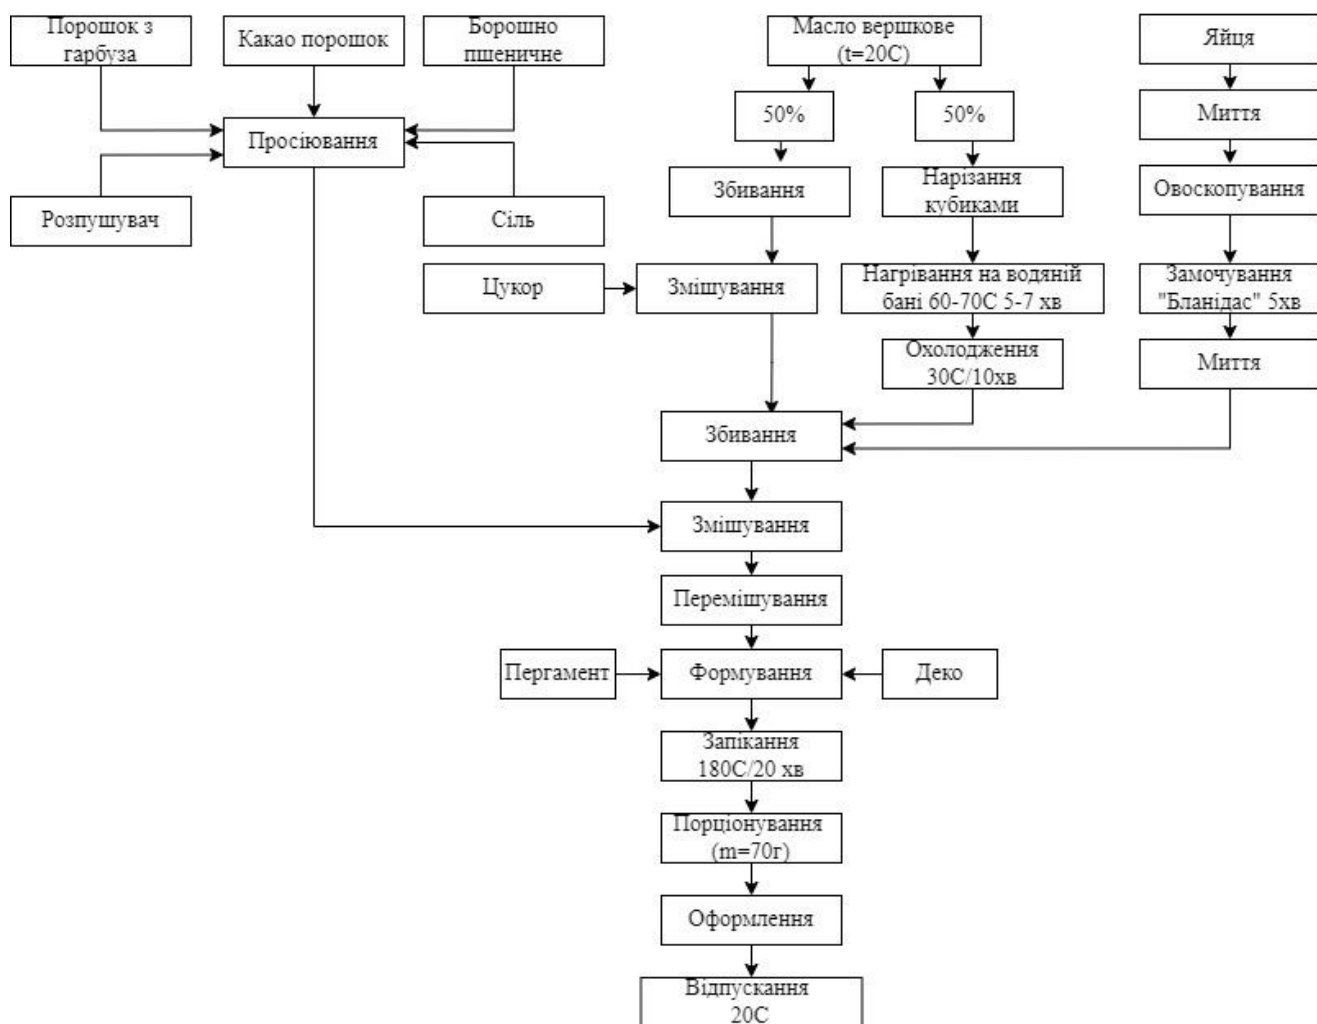 Порошок з
гарбуза
Какао порошок
Борошно
пшеничне
Масло вершкове
(t=20C)
Яйця
50%
50%
Миття
Просіювання
Збивання
Нарізання
кубиками
Овоскопування
Розпушувач
Сіль
Цукор
Змішування
Нагрівання на водяній
бані 60-70С 5-7 хв
Замочування
"Бланідас" 5хв
Охолодження
30С/10хв
Миття
Збивання
Змішування
Перемішування
Пергамент
Формування
Деко
Запікання
180С/20 хв
Порціонування
(m=70г)
Оформлення
Відпускання
20С